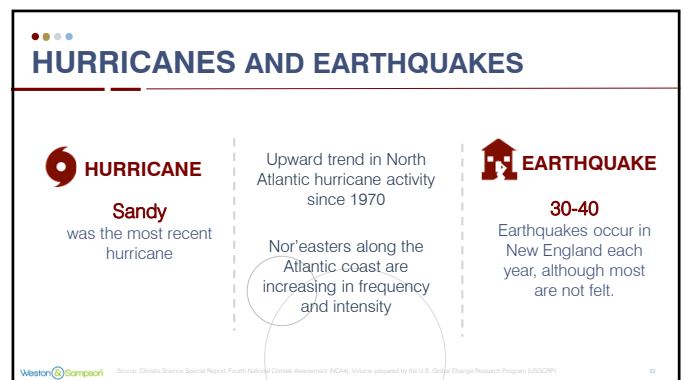 HURRICANES AND EARTHQUAKES
HURRICANE
Sandy
was the most recent
hurricane
Upward trend in North
Atlantic hurricane activity
since 1970
Nor'easters along the
Atlantic coast are
increasing in frequency
and intensity
EARTHQUAKE
30-40
Earthquakes occur in
New England each
year, although most
are not felt.
Weston & Sampson
Source: Climate Science Special Report, Fourth National Climate Assessment (NCA4), Volume prepared by the U.S. Global Change Research Program (USGCRP)